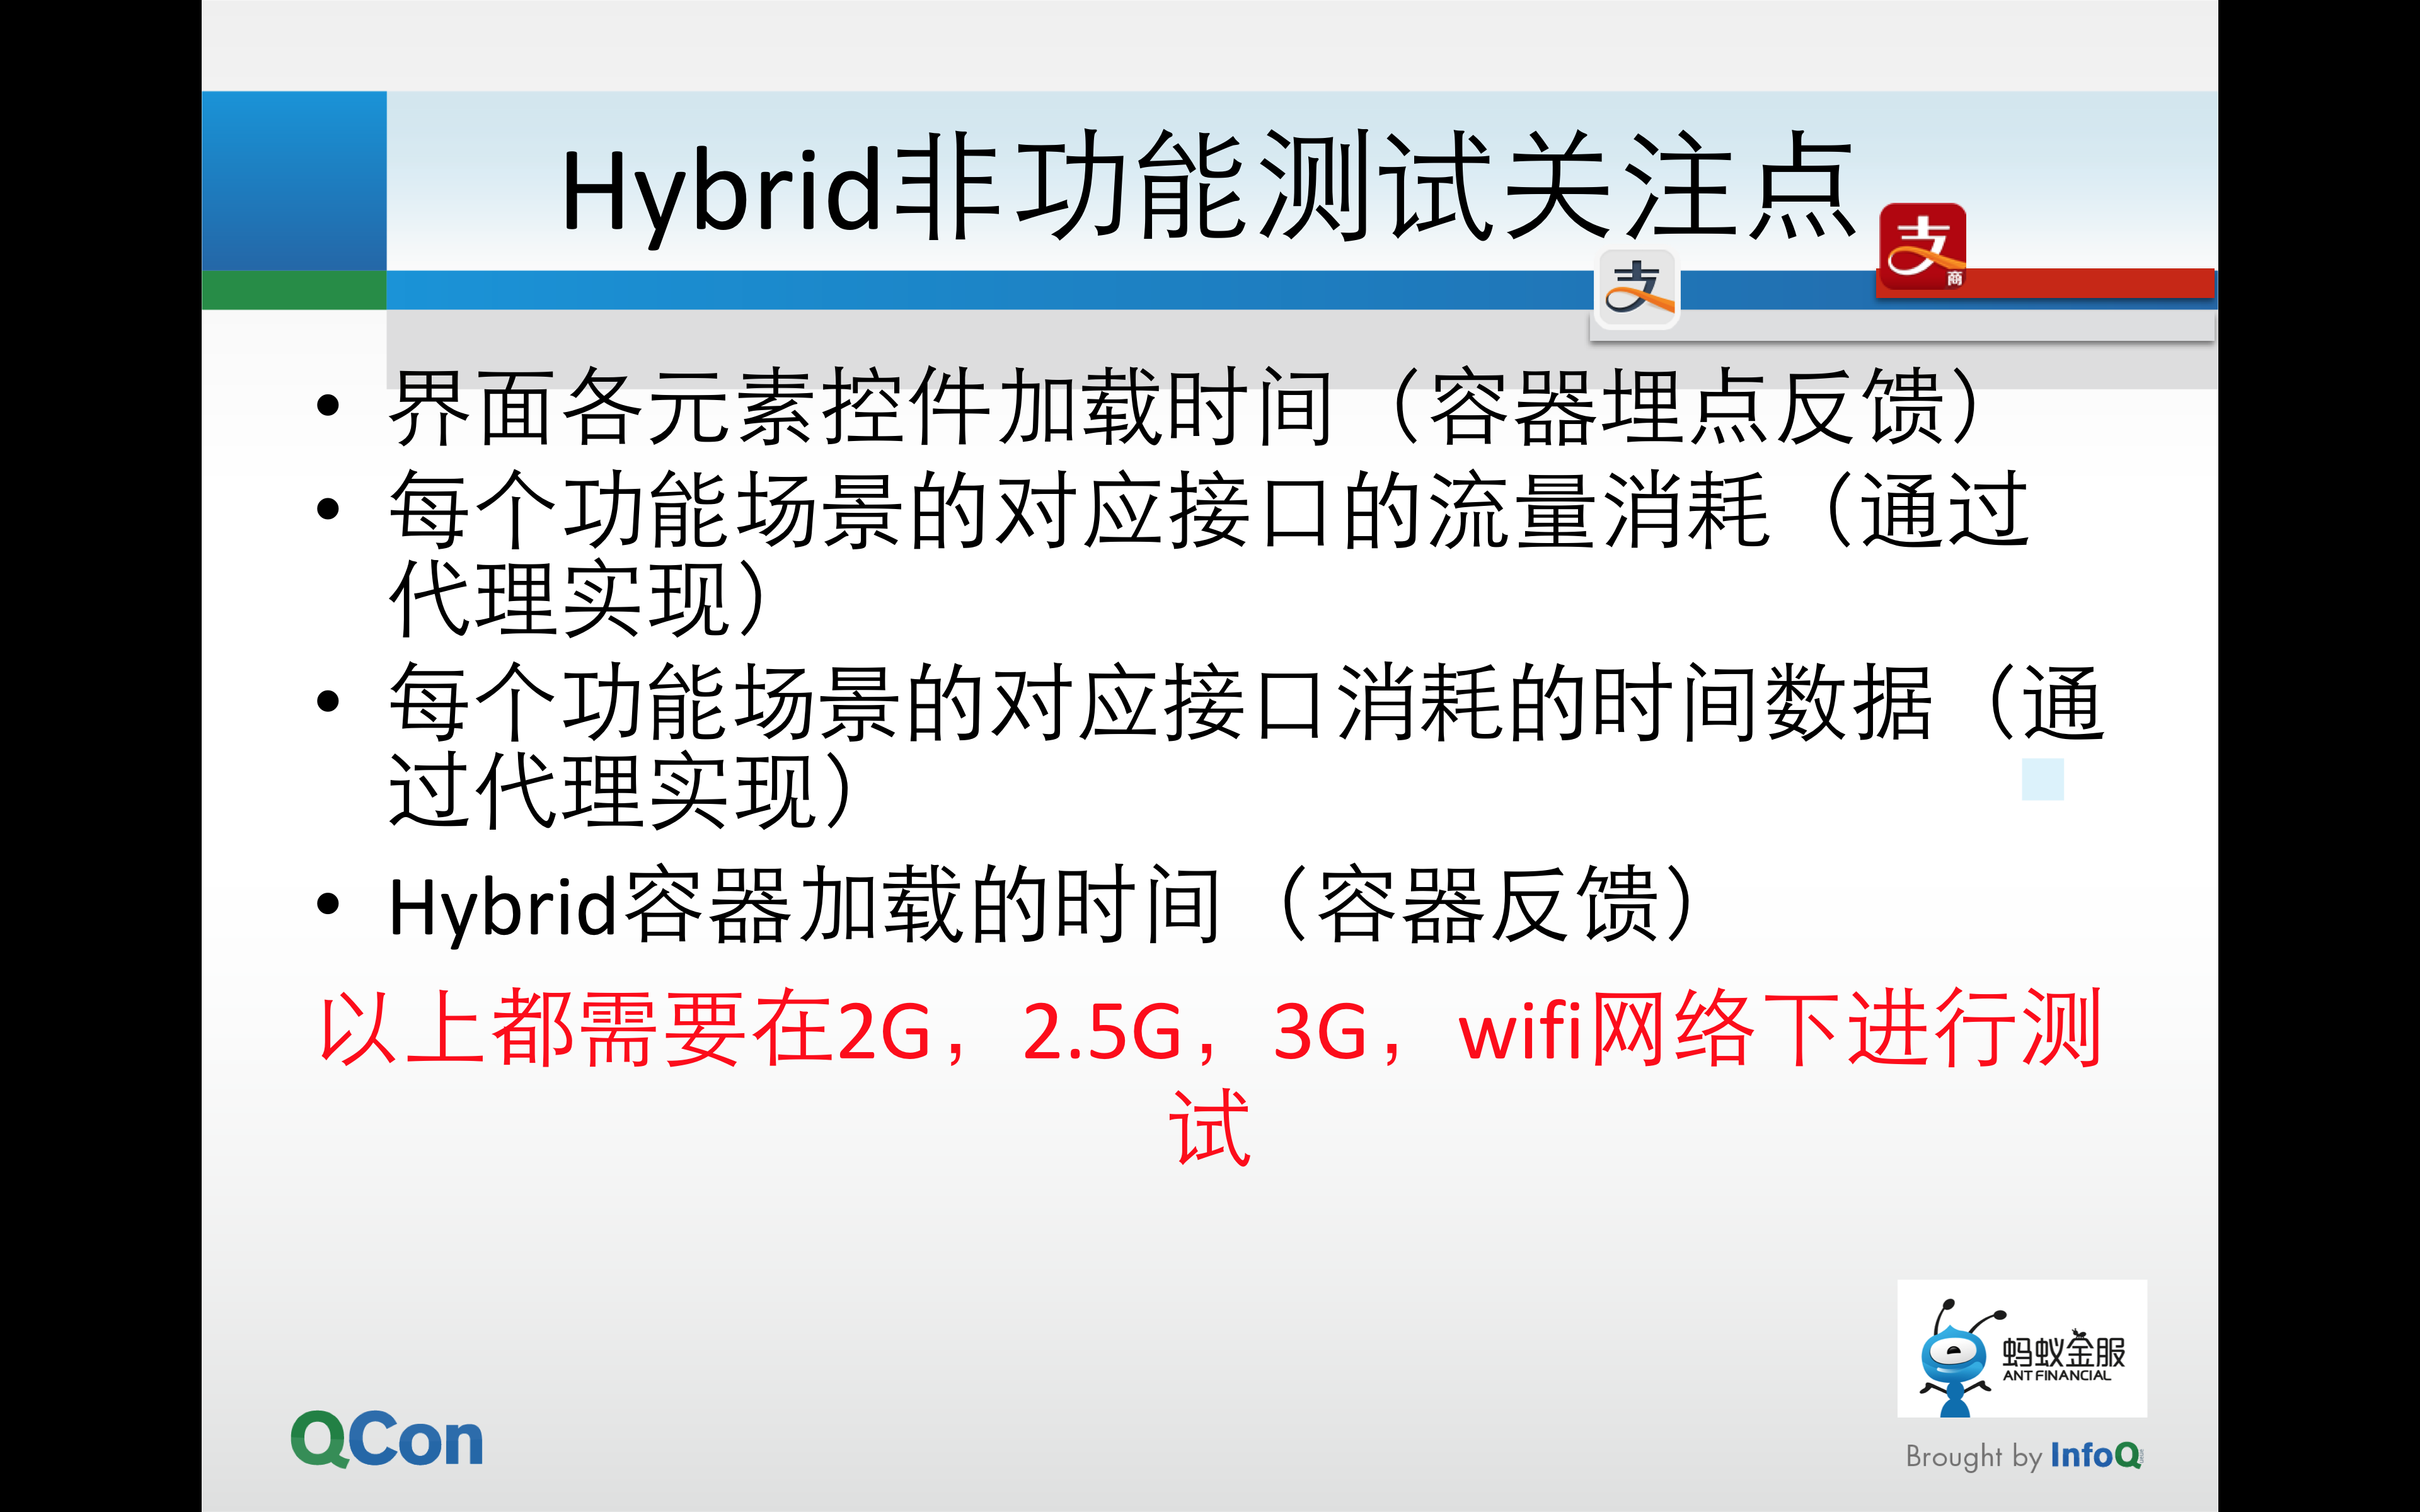 Hybrid非功能测试关注点
支
商
支
• 界面各元素控件加载时间（容器埋点反馈）
• 每个功能场景的对应接口的流量消耗（通过
代理实现）
• 每个功能场景的对应接口消耗的时间数据（通
过代理实现）
• Hybrid容器加载的时间（容器反馈）
以上都需要在2G，2.5G，3G，wifi网络下进行测
试
蚂蚁金服
ANT FINANCIAL
QCon
Brought by InfoQ